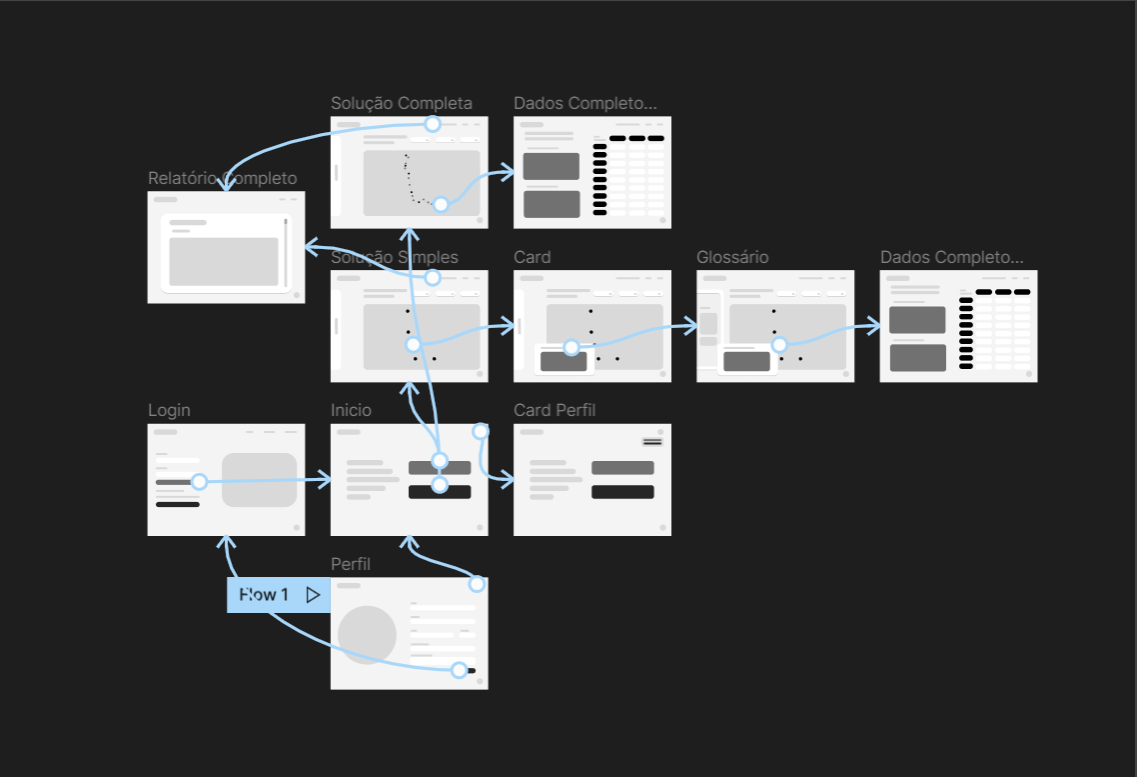 Solução Completa
Dados Completo...
Relatório Completo
Solução Simples
Card
Glossário
Dados Completo...
Login
Inicio
Card Perfil
Perfil
Flow 1